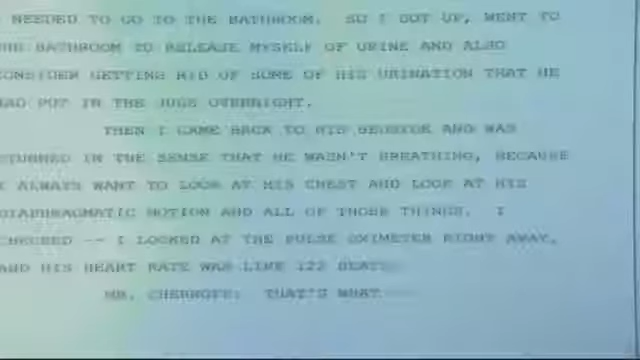 NEEDED TO GO TO THE BATHROOM. SO I GOT UP, WENT TO
THE BATHROOM TO RELEASE MYSELF OF URINE AND ALSO
CONSIDER GETTING RID OF SOME OF HIS URINATION THAT HE
HAD PUT IN THE JUGS OVERNIGHT.
THEN I CAME BACK TO HIS BEDSIDE AND WAS
STUNNED IN THE SENSE THAT HE WASN'T BREATHING, BECAUSE
I ALWAYS WANT TO LOOK AT HIS CHEST AND LOOK AT HIS
DIAPHRAGMATIC MOTION AND ALL OF THOSE THINGS. I
CHECKED -- I LOOKED AT THE PULSE OXIMETER RIGHT AWAY,
AND HIS HEART RATE WAS LIKE 122 BEATS
MR. CHERNOFF: THAT'S WHAT